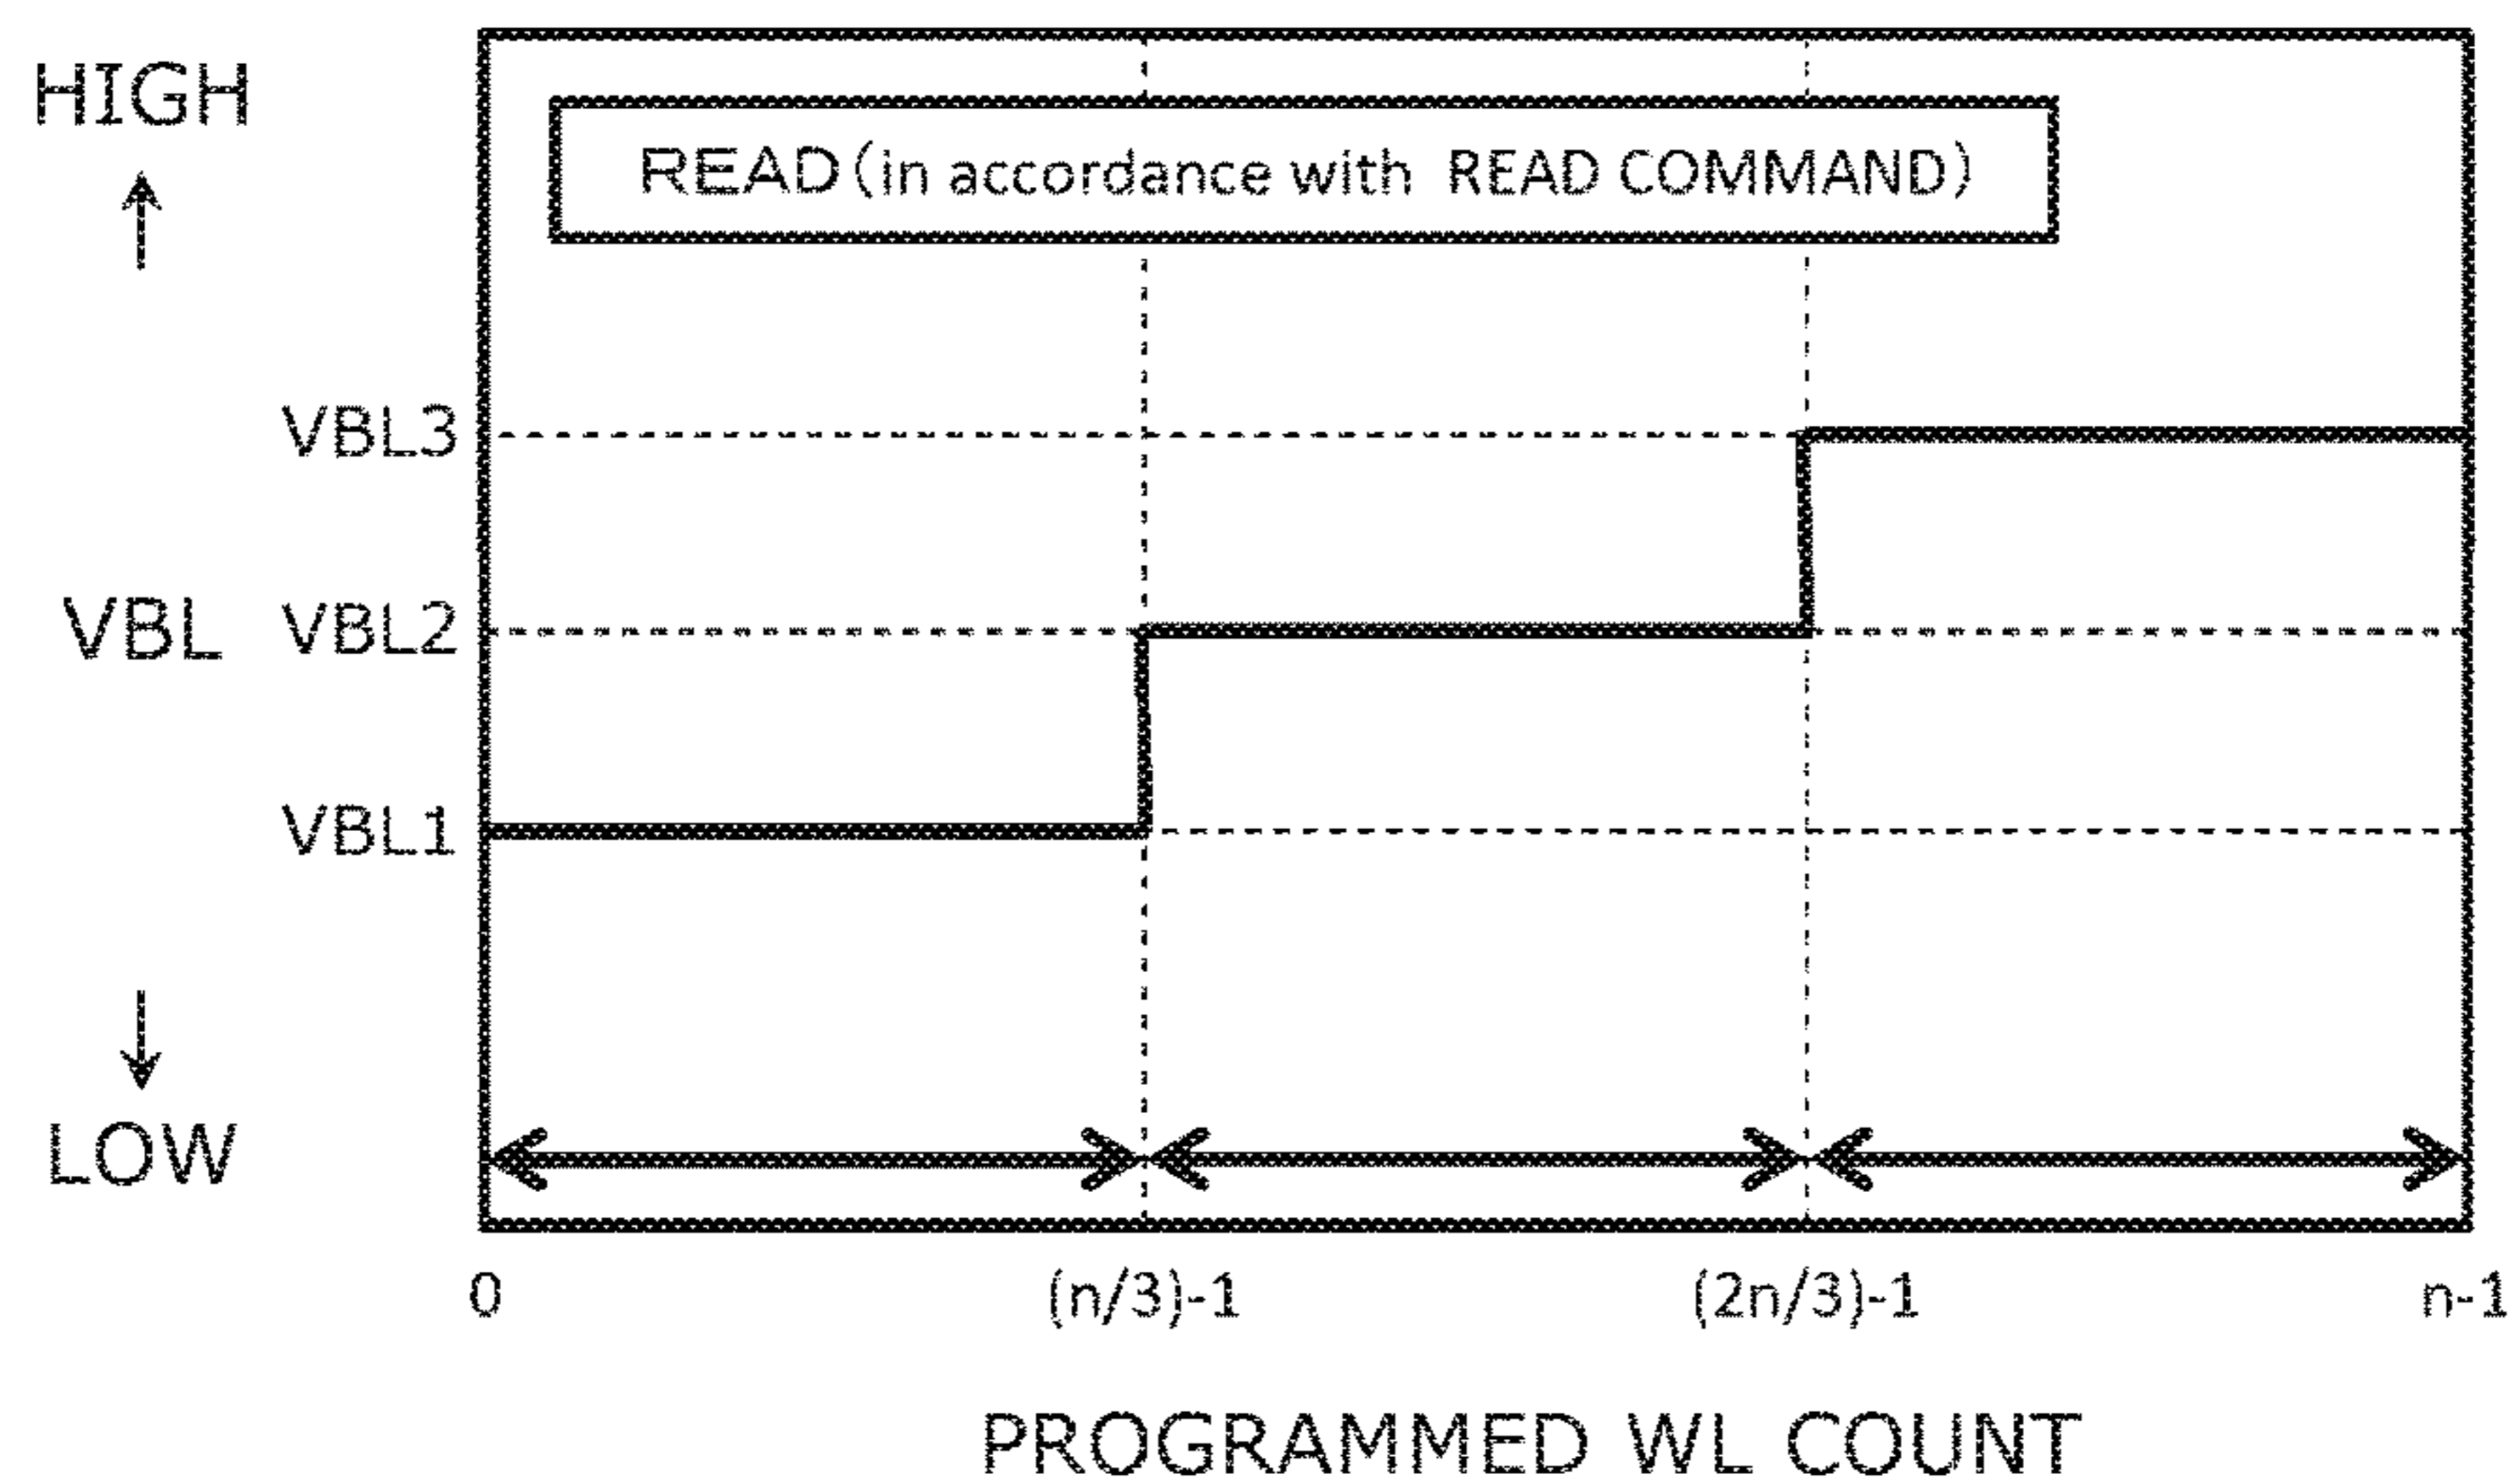 HIGH
READ(in accordance with READ COMMAND)
VBL3
VBL VBL2
VBL1
LOW
0 (n/3)-1 (2n/3)-1 n-1
PROGRAMMED WL COUNT